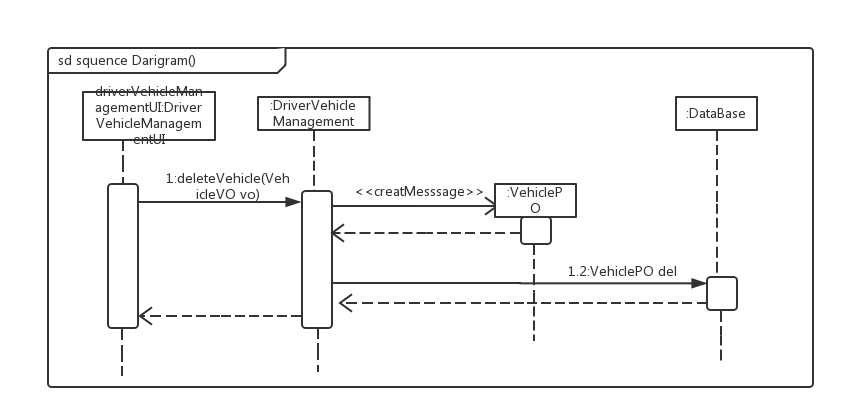 sd squence Darigram()
driverVehicleMan
agementUI:Driver
VehicleManagem
entUI
:DriverVehicle
Management
:DataBase
1:deleteVehicle(Veh
icleVO vo)
<<creatMesssage>>
:VehicleP
O
1.2:VehiclePO del